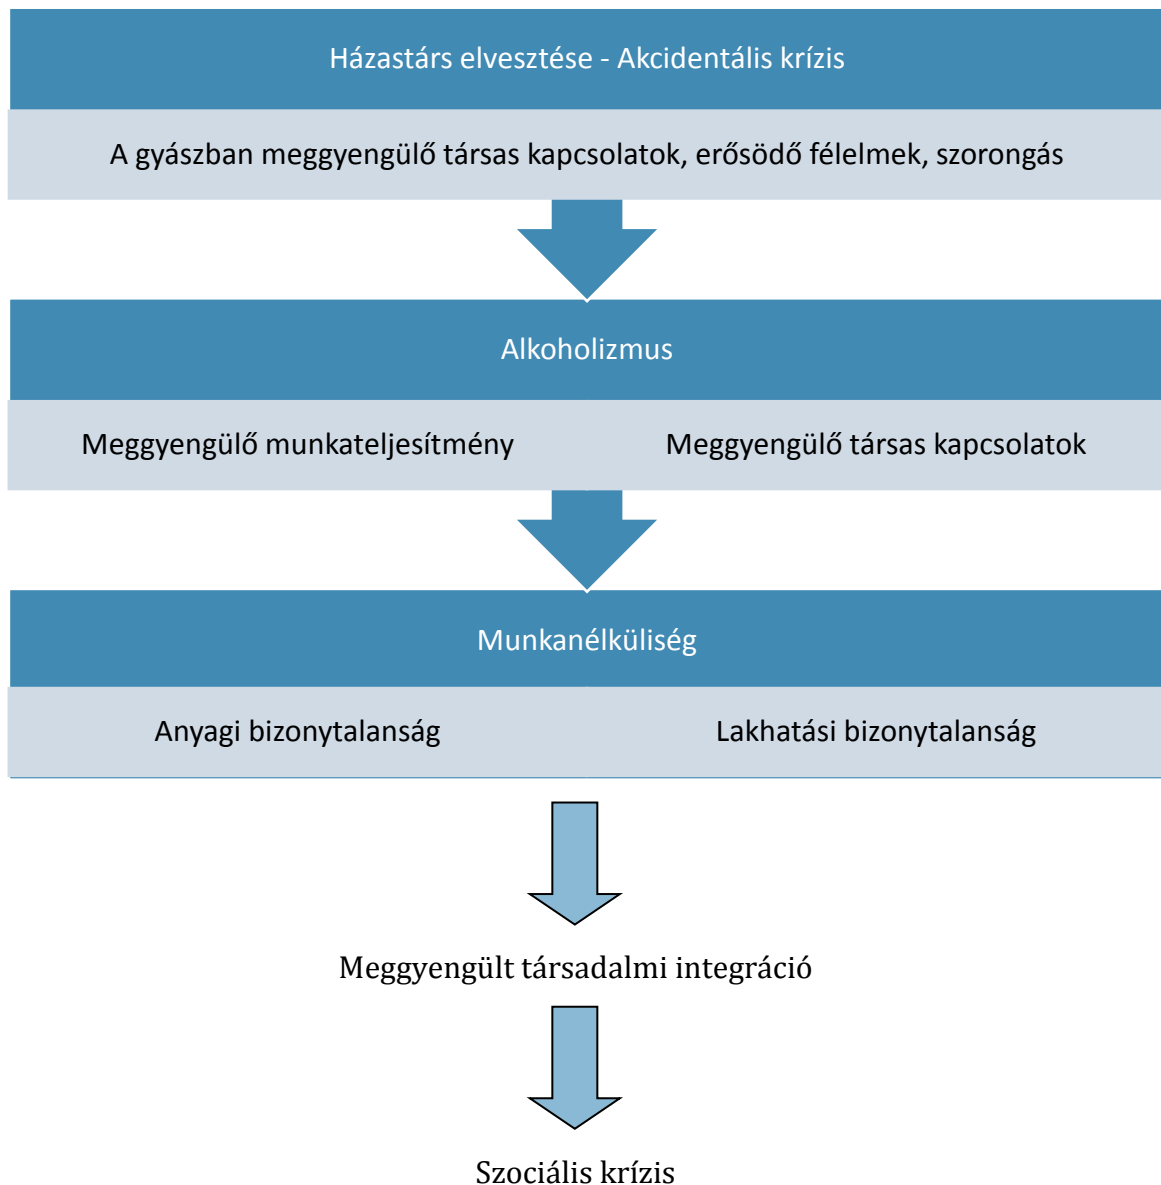 Házastárs elvesztése - Akcidentális krízis
A gyászban meggyengülő társas kapcsolatok, erősödő félelmek, szorongás
Alkoholizmus
Meggyengülő munkateljesítmény
Meggyengülő társas kapcsolatok
Munkanélküliség
Anyagi bizonytalanság
Lakhatási bizonytalanság
Meggyengült társadalmi integráció
Szociális krízis